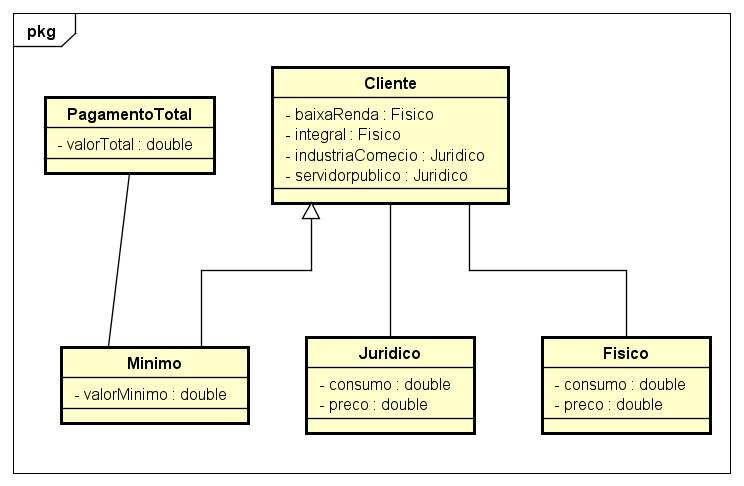 pkg
PagamentoTotal
- valorTotal : double
Cliente
- baixaRenda : Fisico
- integral : Fisico
- industriaComecio : Juridico
- servidorpublico : Juridico
Minimo
- valorMinimo : double
Juridico
- consumo : double
- preco : double
Fisico
- consumo : double
- preco : double